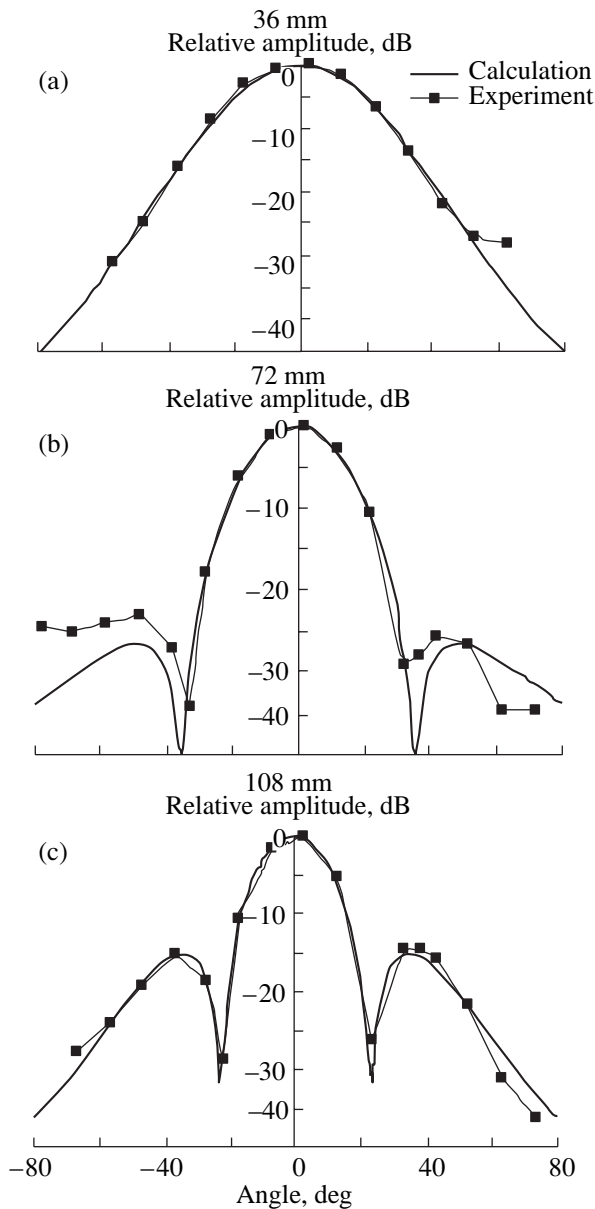 36 mm
Relative amplitude, dB
(a)
Calculation
Experiment
0
−10
−20
−30
−40
72 mm
Relative amplitude, dB
(b)
0
−10
−20
−30
−40
108 mm
Relative amplitude, dB
(c)
0
−10
−20
−30
−40
−80 −40 0 40 80
Angle, deg